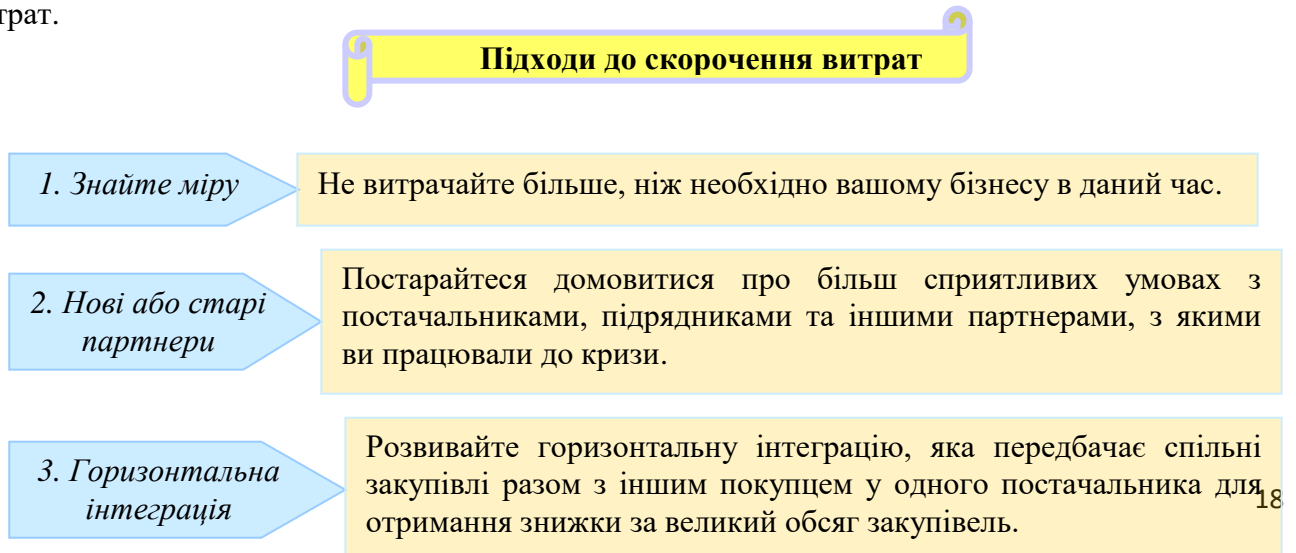 трат.
Підходи до скорочення витрат
1. Знайте міру
Не витрачайте більше, ніж необхідно вашому бізнесу в даний час.
2. Нові або старі
партнери
Постарайтеся домовитися про більш сприятливих умовах з
постачальниками, підрядниками та іншими партнерами, з якими
ви працювали до кризи.
3. Горизонтальна
інтеграція
Розвивайте горизонтальну інтеграцію, яка передбачає спільні
закупівлі разом з іншим покупцем у одного постачальника для
отримання знижки за великий обсяг закупівель.
18